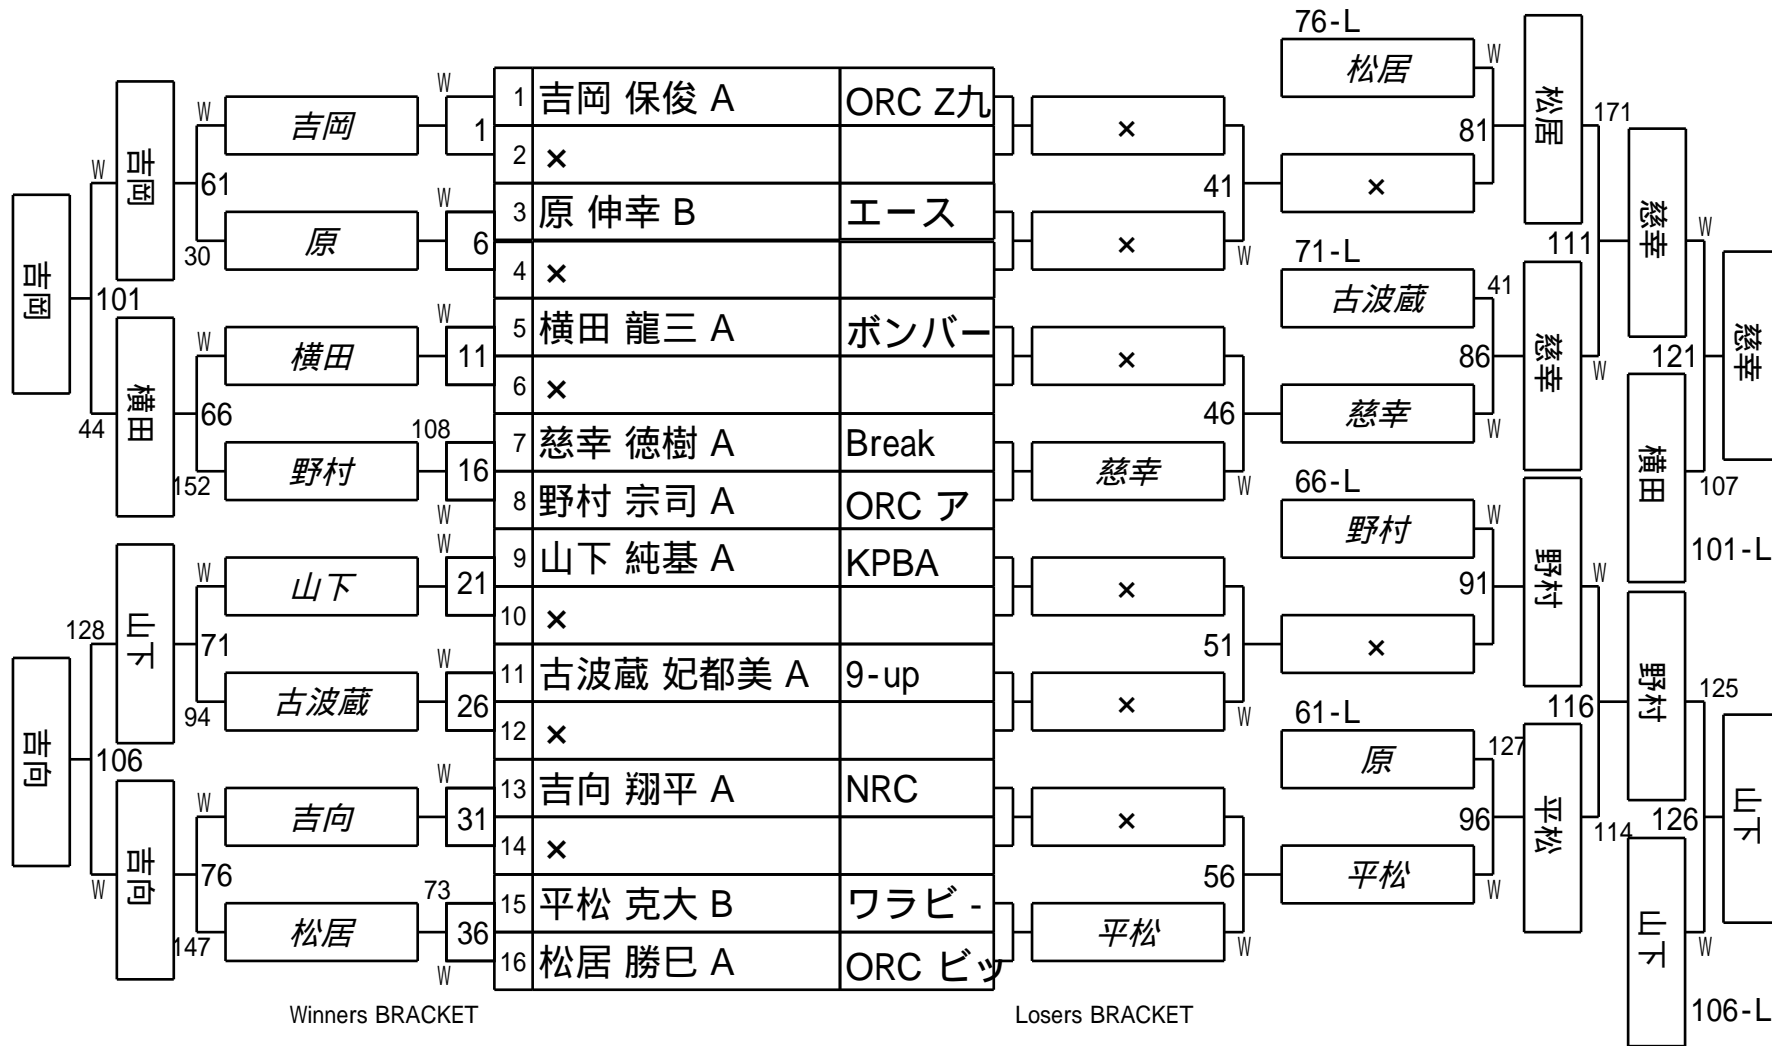 76-L
松居
W
松居
171
81
×
慈幸
W
W
1 吉岡 保俊 A ORC Z九
2 ×
1
吉岡
W
吉岡
W
61
3 原 伸幸 B エース
4 ×
W
6
原
30
吉岡
101
×
41
×
W
71-L
古波蔵
41
111
慈幸
86
慈幸
W
W
121
慈幸
横田
107
101-L
5 横田 龍三 A ボンバー
6 ×
W
11
横田
W
横田
44
66
7 慈幸 徳樹 A Break
8 野村 宗司 A ORC ア
108
16
W
野村
152
×
46
慈幸
W
66-L
野村
W
野村
W
91
×
9 山下 純基 A KPBA
10 ×
W
21
山下
W
山下
128
71
11 古波蔵 妃都美 A 9-up
12 ×
W
26
古波蔵
94
吉向
106
×
51
×
W
61-L
原
127
116
野村
125
平松
96
平松
W
114
126
山下
山下
W
106-L
13 吉向 翔平 A NRC
14 ×
W
31
吉向
W
吉向
W
76
15 平松 克大 B ワラビ -
16 松居 勝巳 A ORC ビッ
73
36
W
松居
147
×
56
平松
W
Winners BRACKET
Losers BRACKET